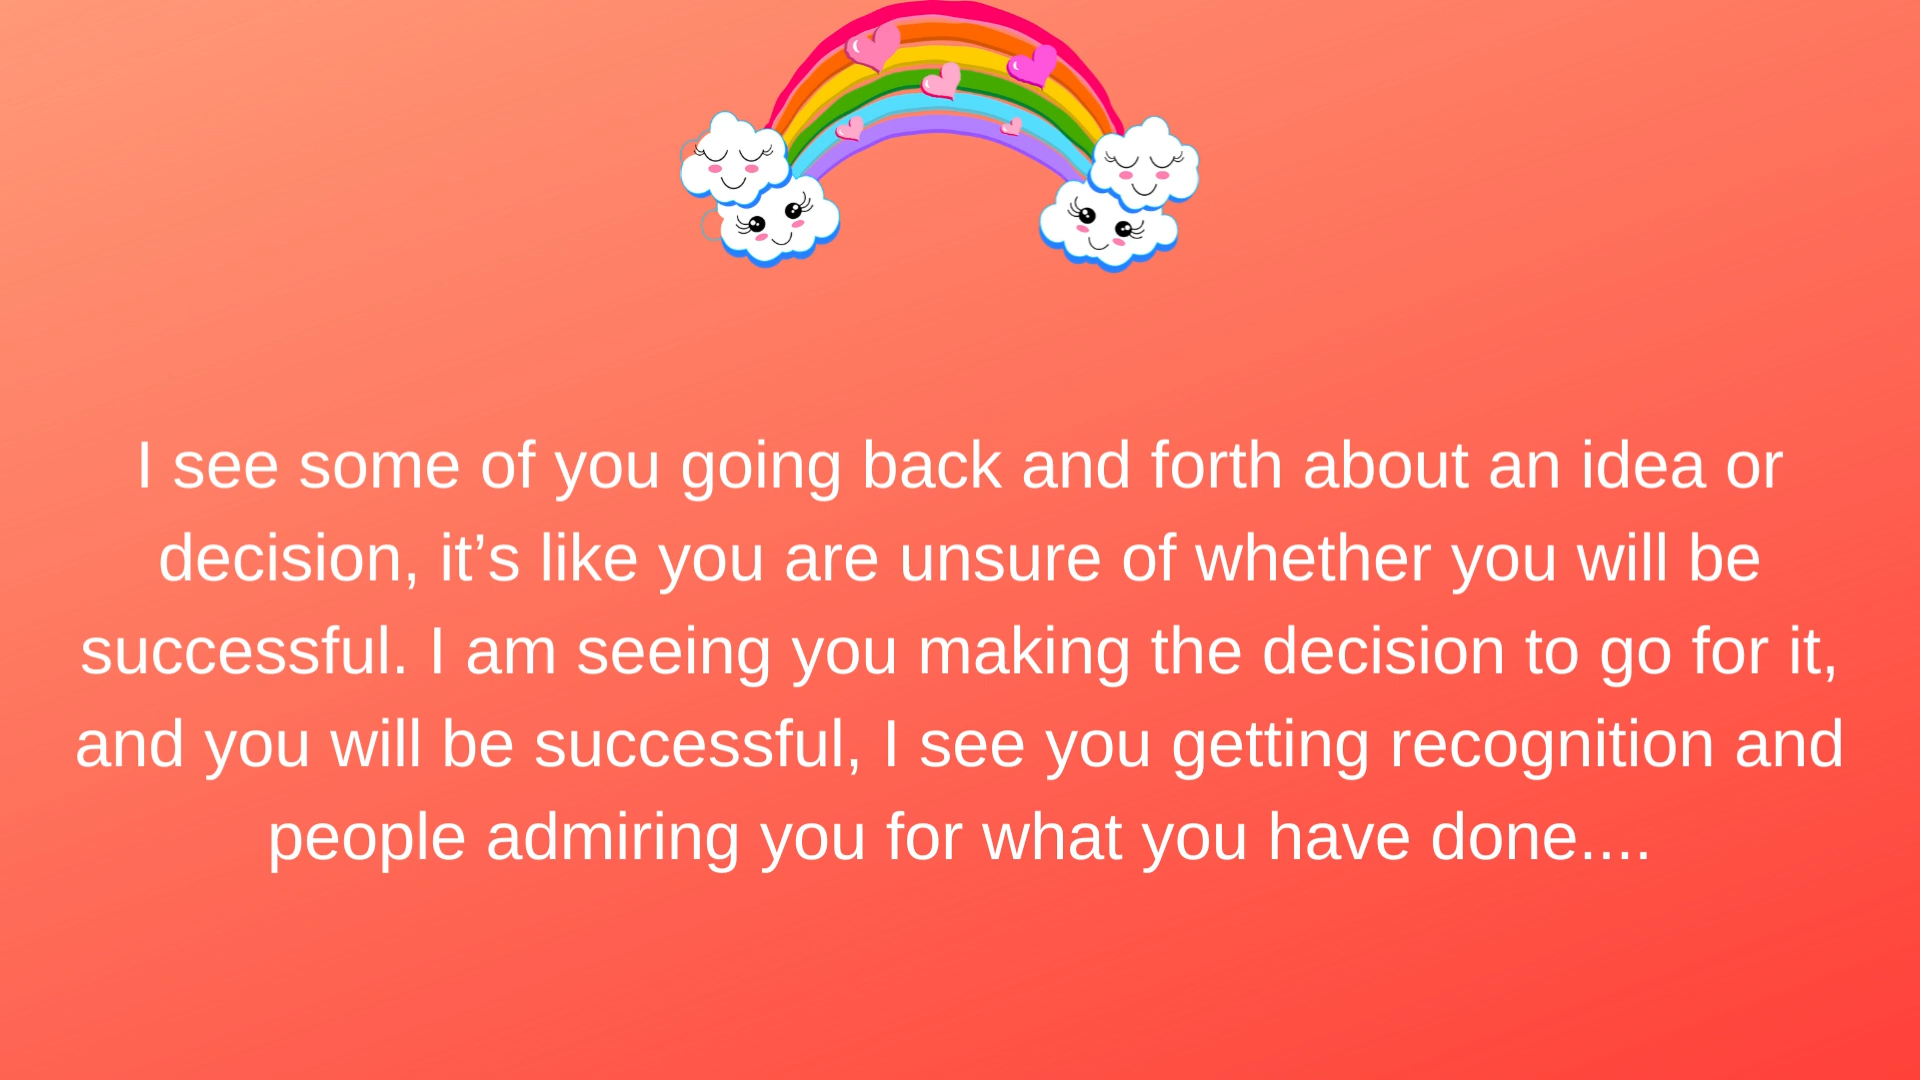 I see some of you going back and forth about an idea or
decision, it’s like you are unsure of whether you will be
successful. I am seeing you making the decision to go for it,
and you will be successful, I see you getting recognition and
people admiring you for what you have done....